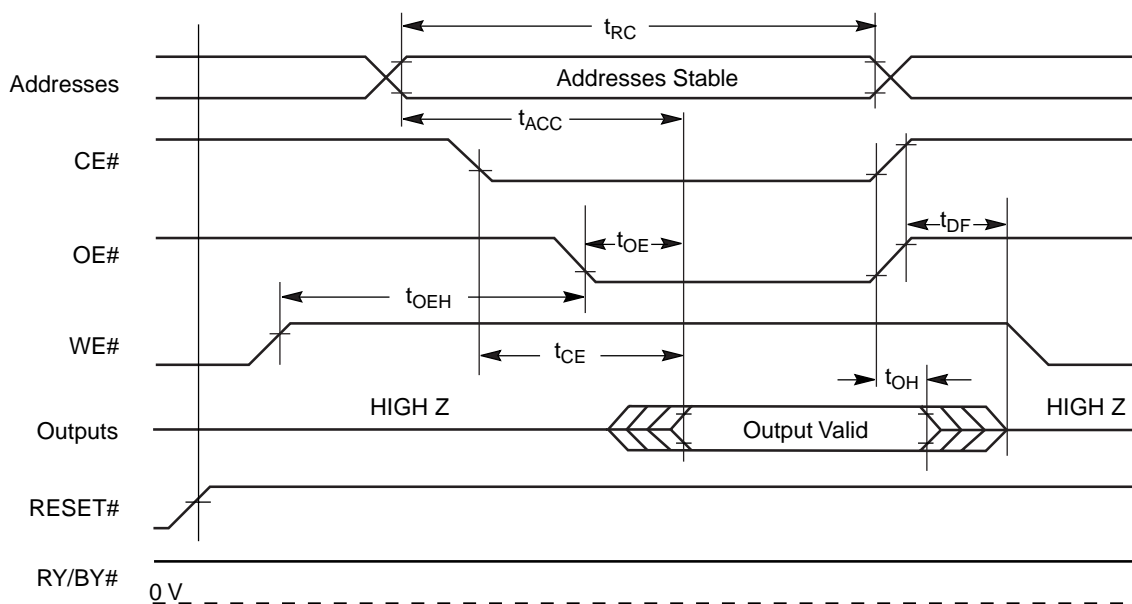 tRC
Addresses
Addresses Stable
tACC
CE#
tDF
OE#
tOE
tOEH
WE#
tCE
tOH
HIGH Z
HIGH Z
Outputs
Output Valid
RESET#
RY/BY#
0 V